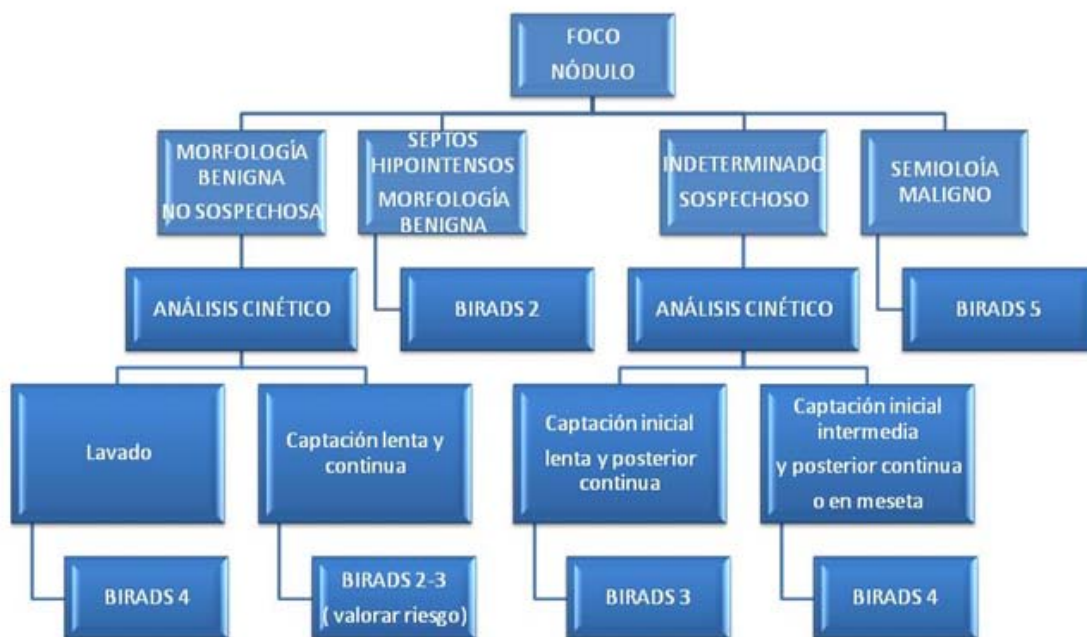 FOCO
NÓDULO
MORFOLOGÍA
BENIGNA
NO SOSPECHOSA
SEPTOS
HIPOINTENSOS
MORFOLOGÍA
BENIGNA
INDETERMINADO
SOSPECHOSO
SEMIOLOÍA
MALIGNO
ANÁLISIS CINÉTICO
BIRADS 2
ANÁLISIS CINÉTICO
BIRADS 5
Lavado
Captación lenta y
continua
Captación inicial
lenta y posterior
continua
Captación inicial
intermedia
y posterior continua
o en meseta
BIRADS 4
BIRADS 2-3
( valorar riesgo)
BIRADS 3
BIRADS 4